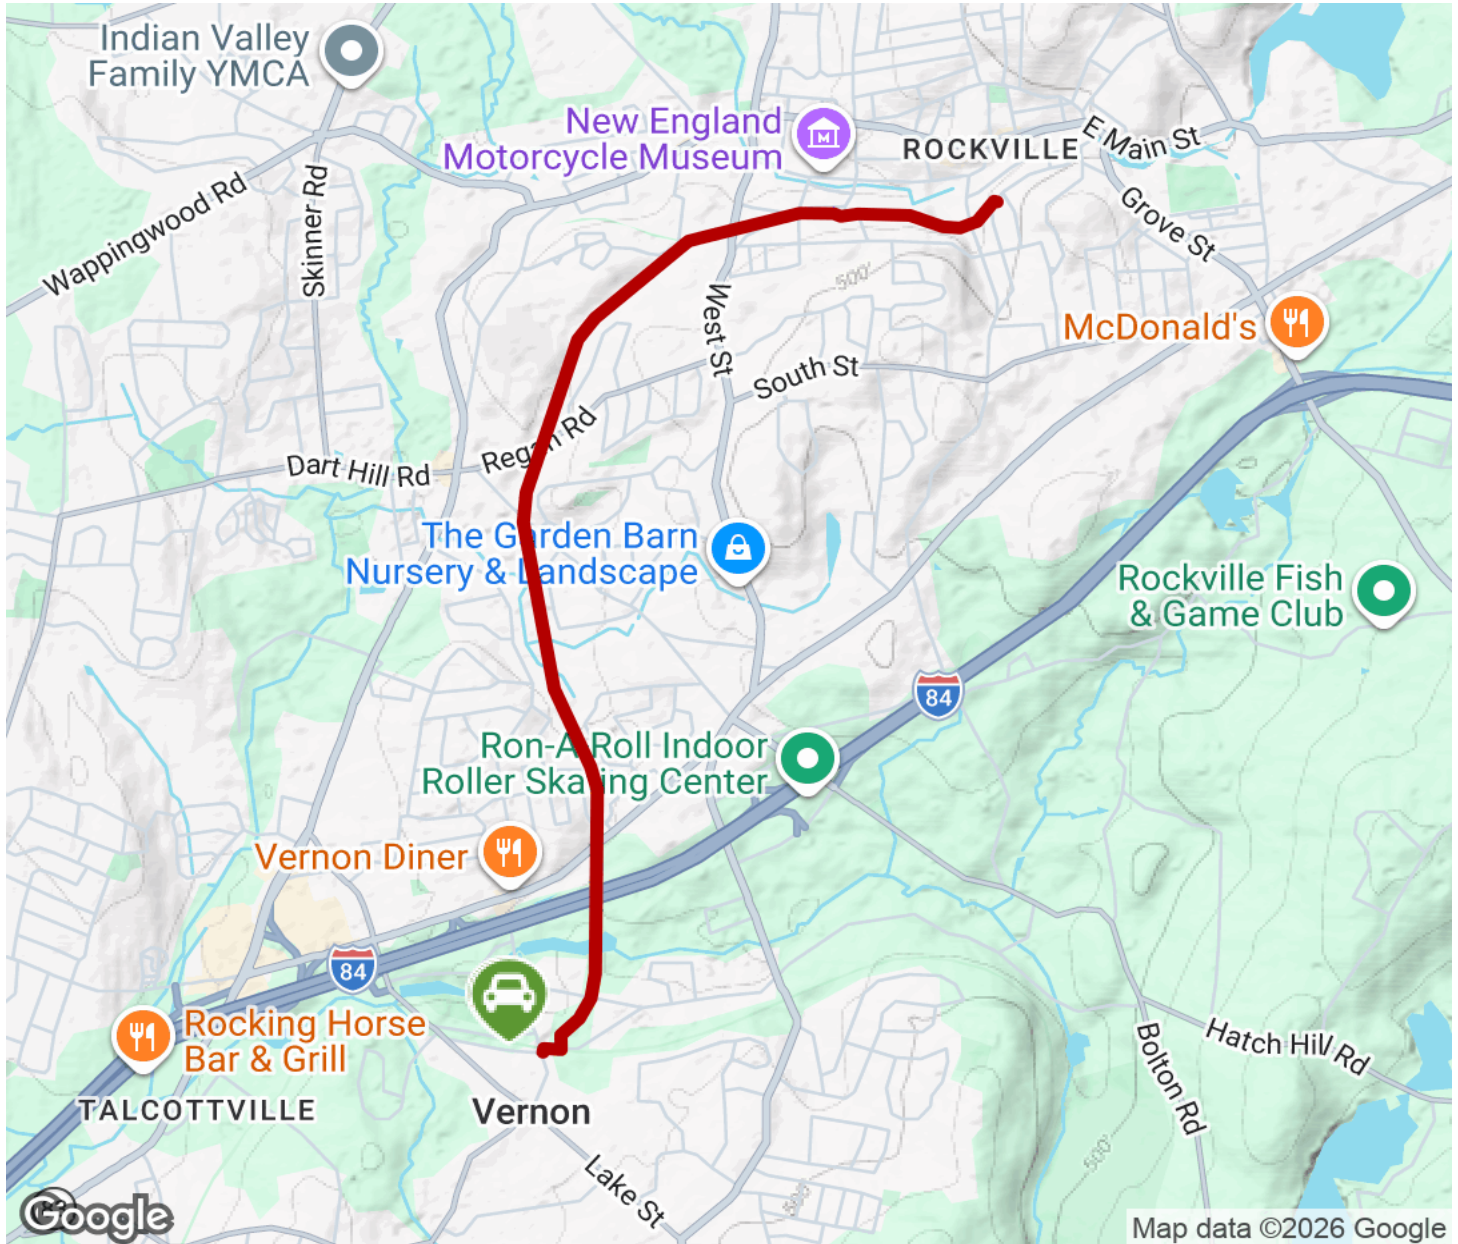 Indian Valley
Family YMCA
New England
Motorcycle Museum
ROCKVILLE
E Main St
Wappingwood Rd
Skinner Rd
Grove St
500'
West St
McDonald's
South St
Regan Rd
Dart Hill Rd
The Garden Barn
Nursery & Landscape
Rockville Fish
& Game Club
84
Ron-A-Roll Indoor
Roller Skating Center
Vernon Diner
84
Rocking Horse
Bar & Grill
Hatch Hill Rd
Bolton Rd
TALCOTTVILLE
Vernon
500'
Lake St
500'
Google
Map data ©2026 Google